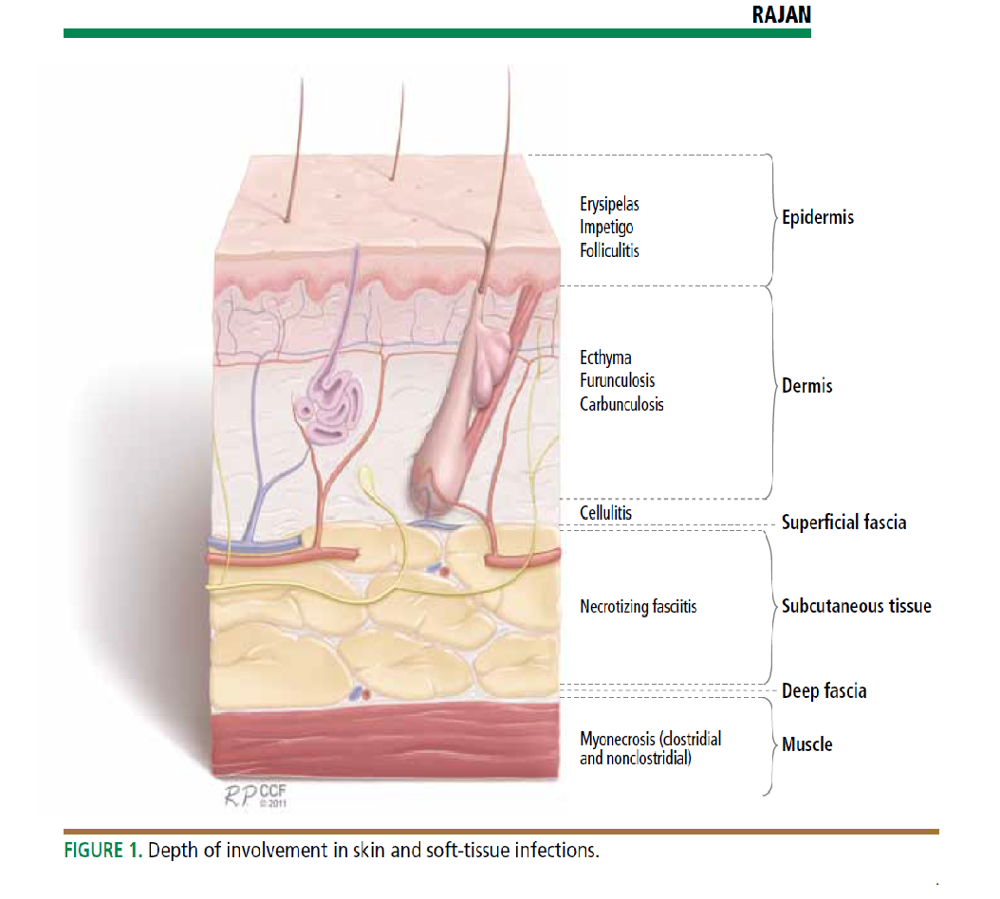 RAJAN
Erysipelas
Impetigo
Folliculitis
Epidermis
Ecthyma
Furunculosis
Carbunculosis
Dermis
Cellulitis
Superficial fascia
Necrotizing fasciitis
Subcutaneous tissue
Deep fascia
Myonecrosis (clostridial
and nonclostridial)
Muscle
RP CCF
©2011
FIGURE 1. Depth of involvement in skin and soft-tissue infections.